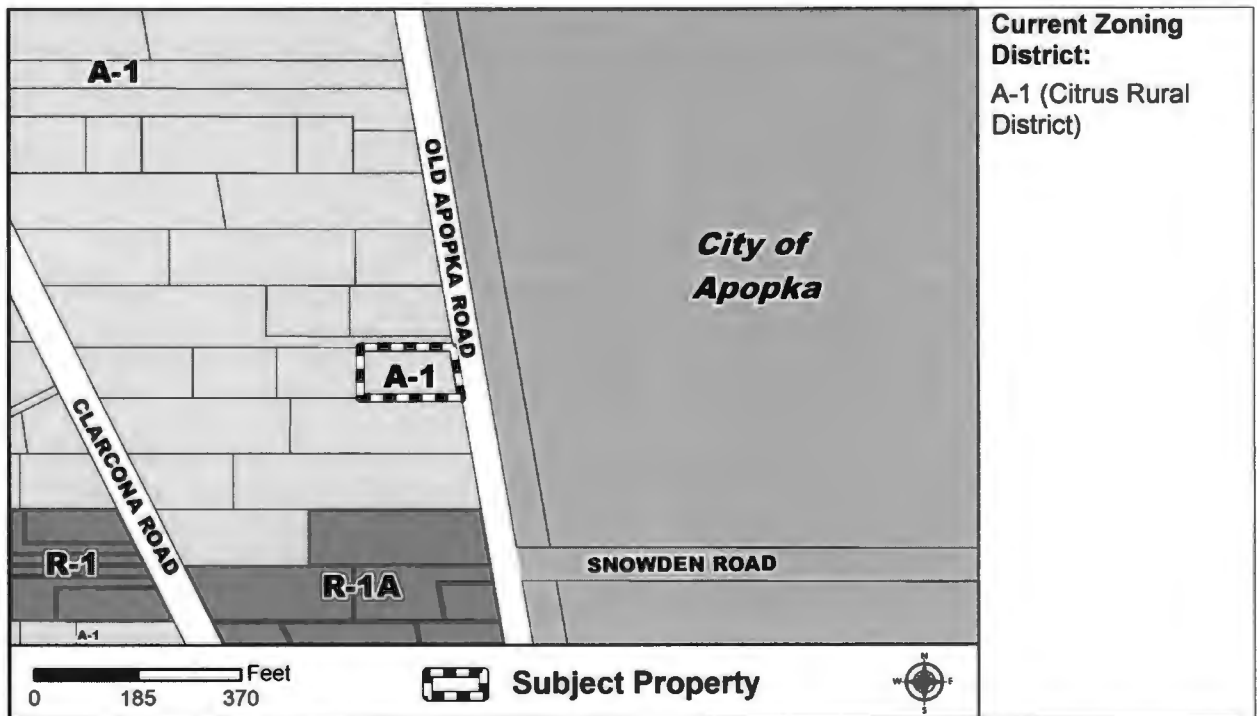 Current Zoning
District:
A-1 (Citrus Rural
District)
A-1
OLD APOPKA ROAD
City of
Apopka
A-1
CLARCONA ROAD
R-1
R-1A
SNOWDEN ROAD
A-1
Feet
0 185 370
Subject Property
N
W E
S